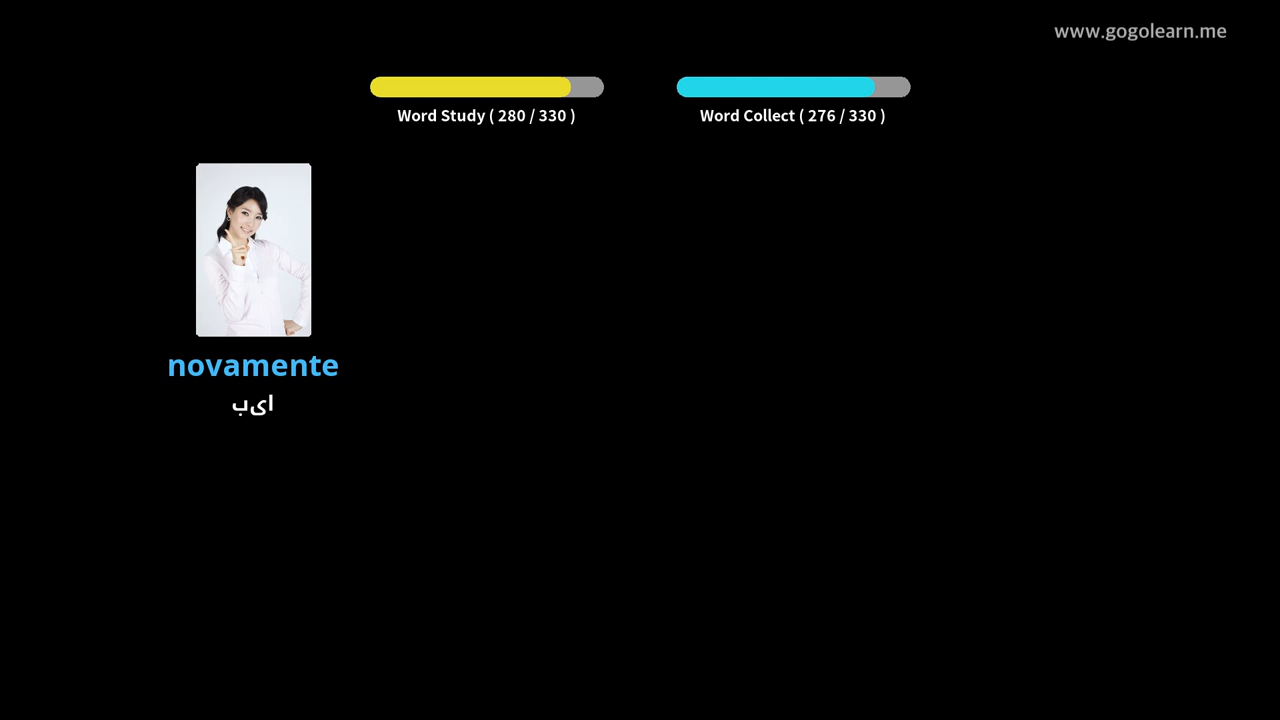 www.gogolearn.me
Word Study ( 280 / 330 )
Word Collect ( 276 / 330 )
novamente
ایب